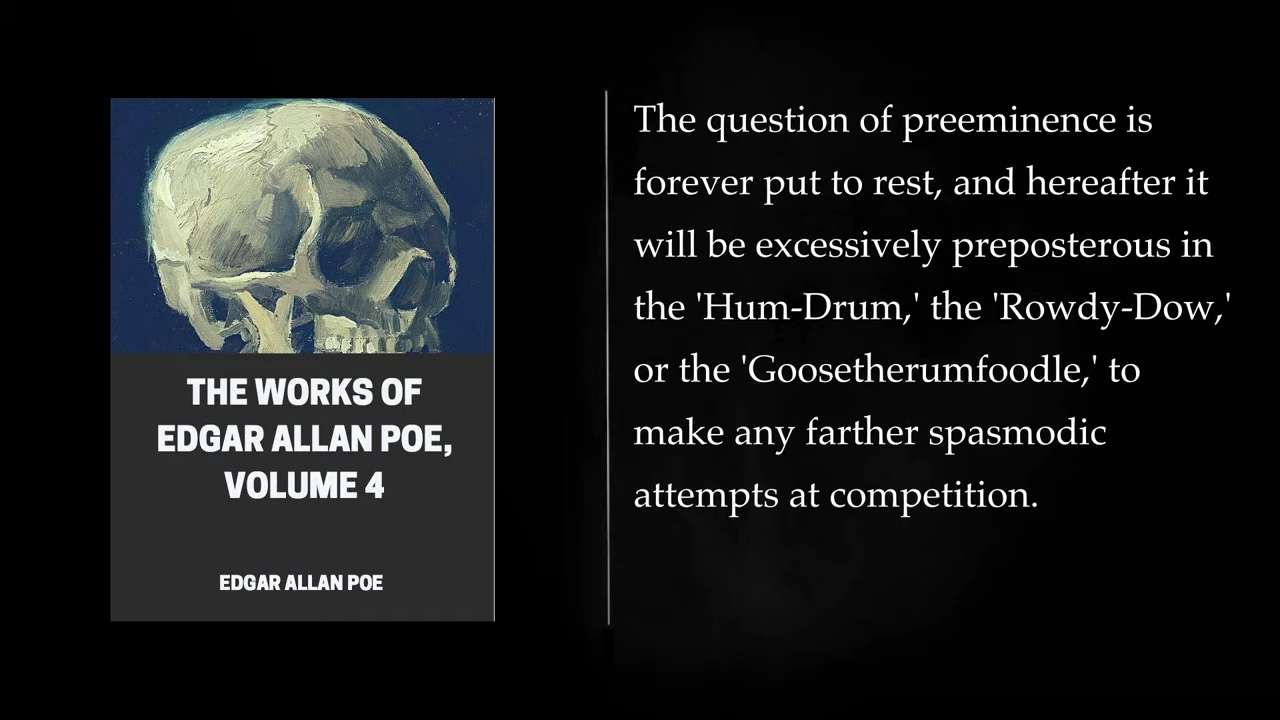 THE WORKS OF
EDGAR ALLAN POE,
VOLUME 4
EDGAR ALLAN POE
The question of preeminence is
forever put to rest, and hereafter it
will be excessively preposterous in
the 'Hum-Drum,' the 'Rowdy-Dow,'
or the 'Goosetherumfoodle,' to
make any farther spasmodic
attempts at competition.